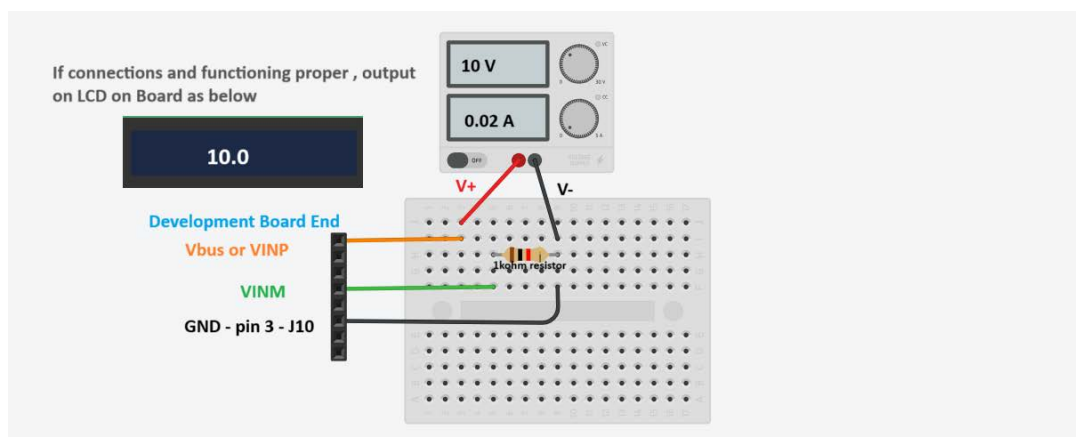 If connections and functioning proper , output
on LCD on Board as below
10.0
10 V
0.02 A
OFF
V+
V-
Development Board End
Vbus or VINP
1kohm resistor
VINM
GND - pin 3 - J10